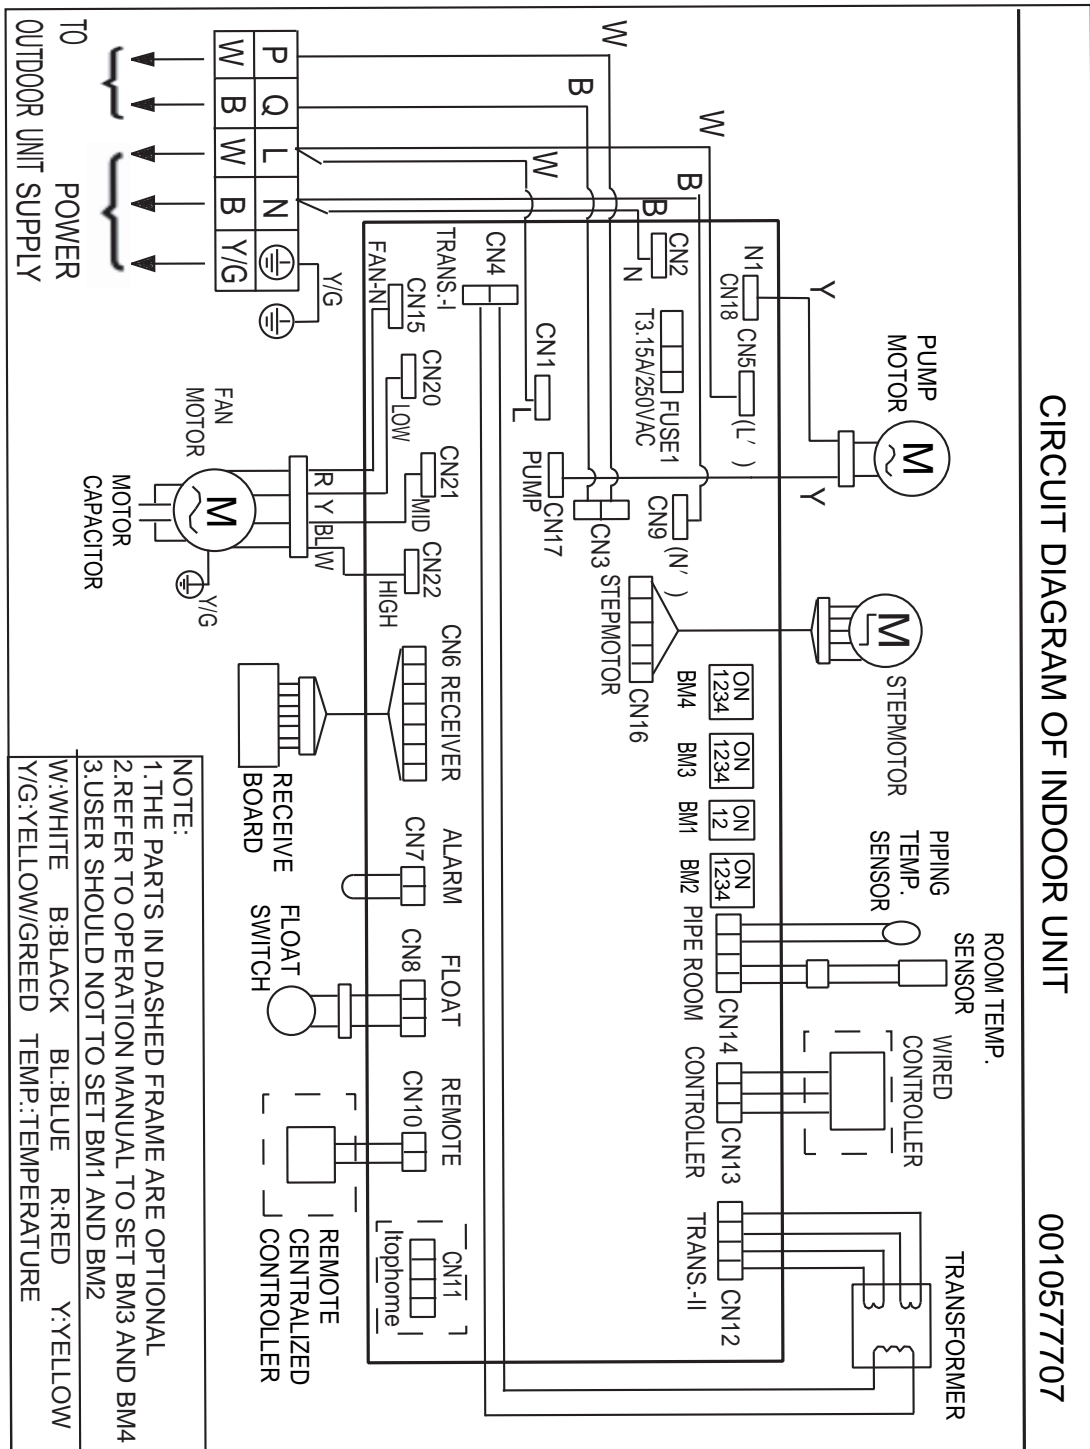 CIRCUIT DIAGRAM OF INDOOR UNIT
0010577707
PUMP
MOTOR
M
STEPMOTOR
M
PIPING
TEMP.
SENSOR
ROOM TEMP.
SENSOR
WIRED
CONTROLLER
TRANSFORMER
W
B
W
B
W
B
Y
Y
N1
CN18
CN5
(L′ )
CN2
N
T3.15A/250VAC
FUSE1
CN9 (N′ )
CN1
L
PUMP
CN17
CN3
STEPMOTOR
CN16
ON
1234
BM4
ON
1234
BM3
ON
12
BM1
ON
1234
BM2
PIPE ROOM
CN14
CONTROLLER
CN13
TRANS.-II
CN12
CN4
TRANS.-I
FAN-N
CN15
CN20
LOW
CN21
MID
CN22
HIGH
CN6 RECEIVER
ALARM
CN7
FLOAT
CN8
REMOTE
CN10
CN11
Itophome
P
Q
L
N
W
B
W
B
Y/G
Y/G
TO
OUTDOOR UNIT
POWER
SUPPLY
FAN
MOTOR
M
R
Y
BL
W
Y/G
MOTOR
CAPACITOR
RECEIVE
BOARD
FLOAT
SWITCH
REMOTE
CENTRALIZED
CONTROLLER
NOTE:
1.THE PARTS IN DASHED FRAME ARE OPTIONAL
2.REFER TO OPERATION MANUAL TO SET BM3 AND BM4
3.USER SHOULD NOT TO SET BM1 AND BM2
W:WHITE B:BLACK BL:BLUE R:RED Y:YELLOW
Y/G:YELLOW/GREED TEMP.:TEMPERATURE